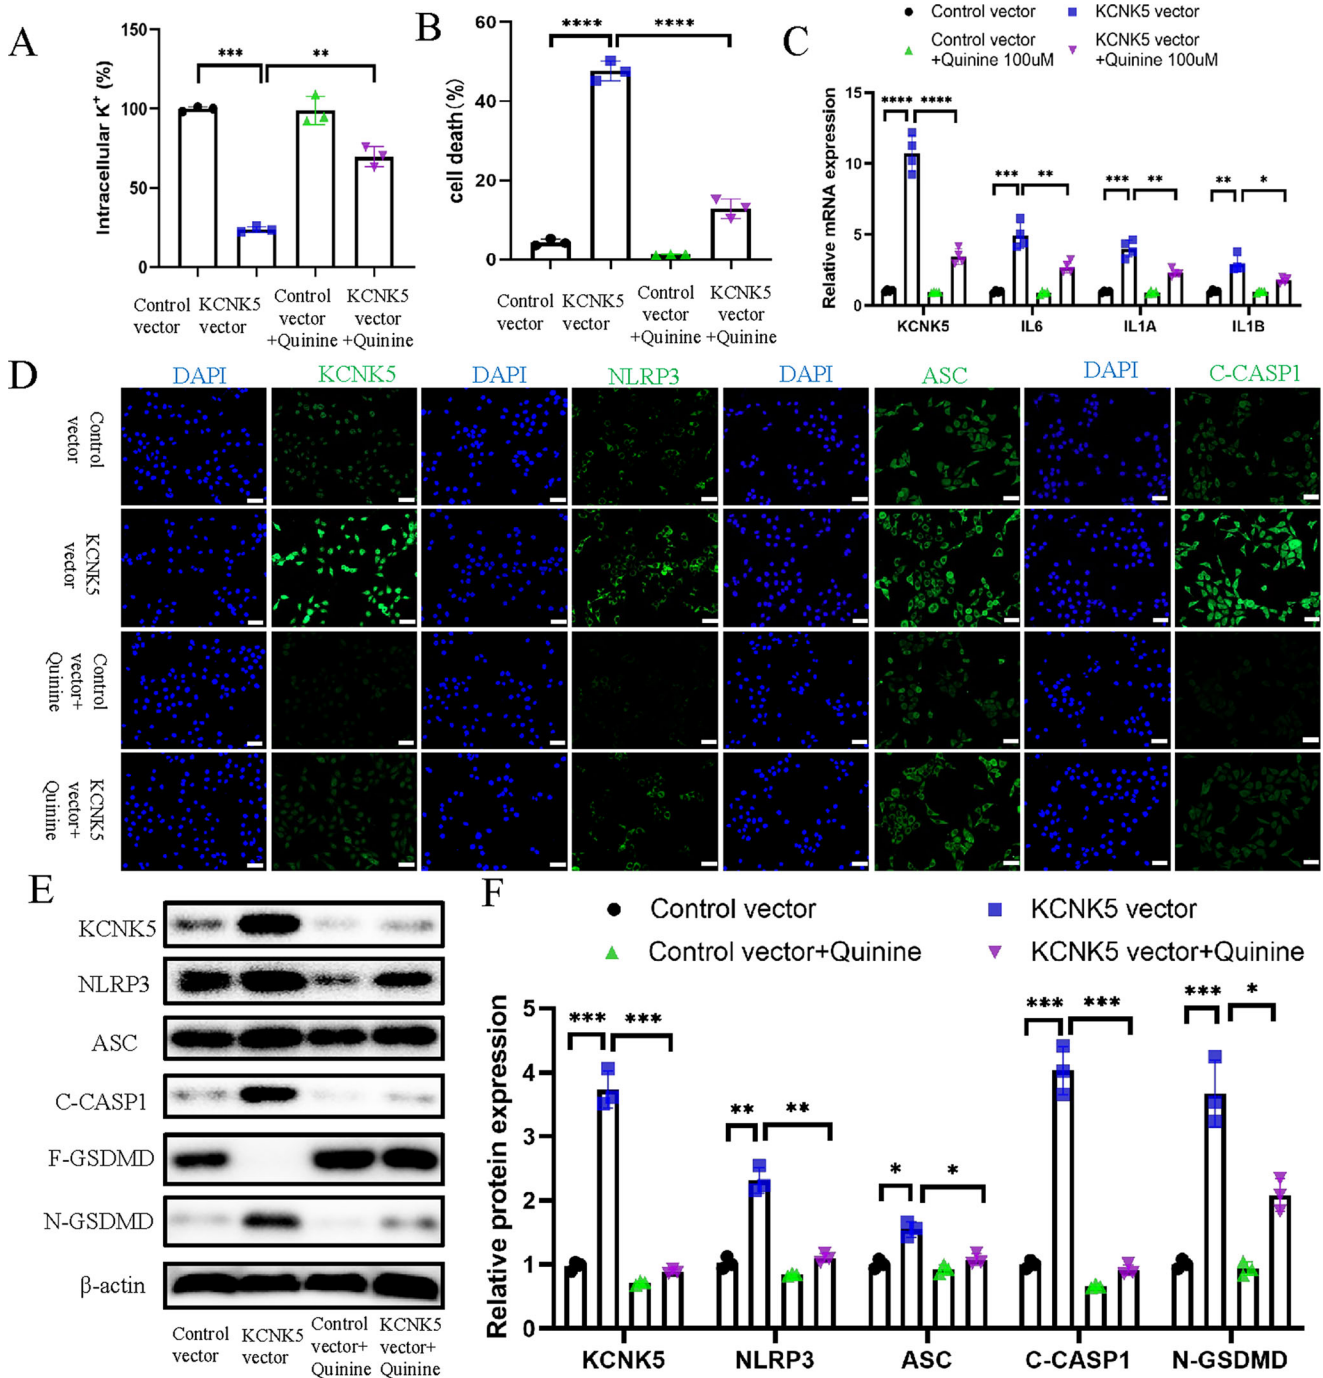 A
Intracellular K⁺ (%)
150
100
50
0
***
**
Control
vector
KCNK5
vector
Control
vector
+Quinine
KCNK5
vector
+Quinine
B
cell death(%)
60
40
20
0
****
****
Control
vector
KCNK5
vector
Control
vector
+Quinine
KCNK5
vector
+Quinine
C
Control vector
KCNK5 vector
Control vector
+Quinine 100uM
KCNK5 vector
+Quinine 100uM
Relative mRNA expression
15
10
5
0
****
****
***
**
***
**
**
*
KCNK5
IL6
IL1A
IL1B
D
DAPI
KCNK5
DAPI
NLRP3
DAPI
ASC
DAPI
C-CASP1
Control
vector
KCNK5
vector
Control
vector+
Quinine
KCNK5
vector+
Quinine
E
KCNK5
NLRP3
ASC
C-CASP1
F-GSDMD
N-GSDMD
β-actin
Control
vector
KCNK5
vector
Control
vector+
Quinine
KCNK5
vector+
Quinine
F
Control vector
KCNK5 vector
Control vector+Quinine
KCNK5 vector+Quinine
Relative protein expression
5
4
3
2
1
0
***
***
**
**
*
*
***
***
***
*
KCNK5
NLRP3
ASC
C-CASP1
N-GSDMD